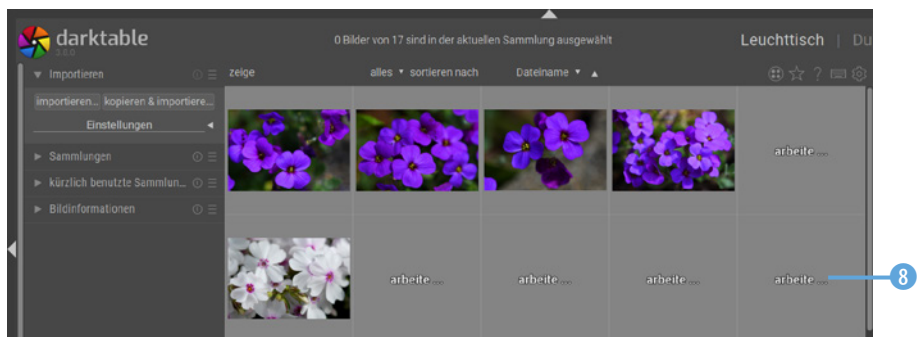 darktable
3.0.0
0 Bilder von 17 sind in der aktuellen Sammlung ausgewählt
Leuchttisch | Du
Importieren
zeige alles sortieren nach Dateiname
importieren... kopieren & importiere...
Einstellungen
Sammlungen
kürzlich benutzte Sammlun...
Bildinformationen
arbeite ...
arbeite ... arbeite ... arbeite ... arbeite ... 8